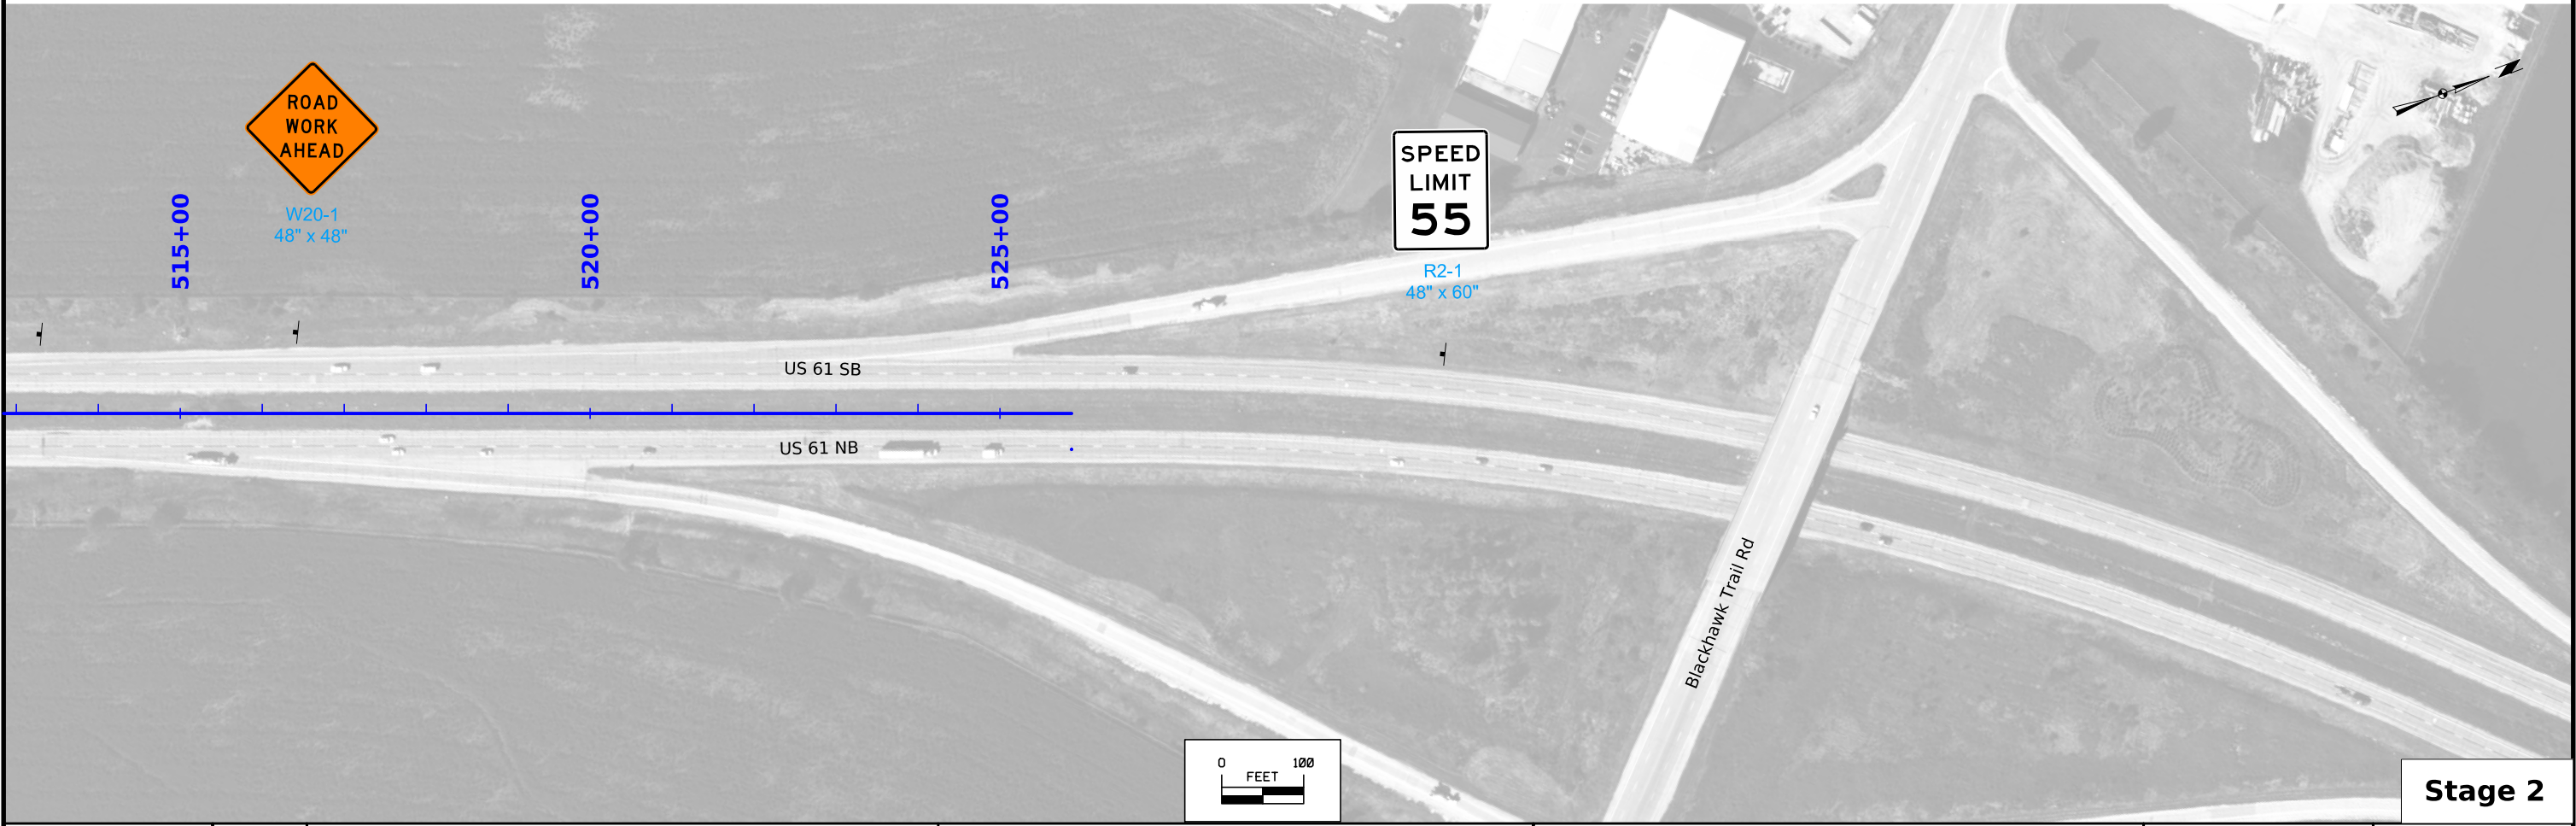 ROAD
WORK
AHEAD
W20-1
48" x 48"
515+00
520+00
525+00
SPEED
LIMIT
55
R2-1
48" x 60"
US 61 SB
US 61 NB
Blackhawk Trail Rd
0 100
FEET
Stage 2